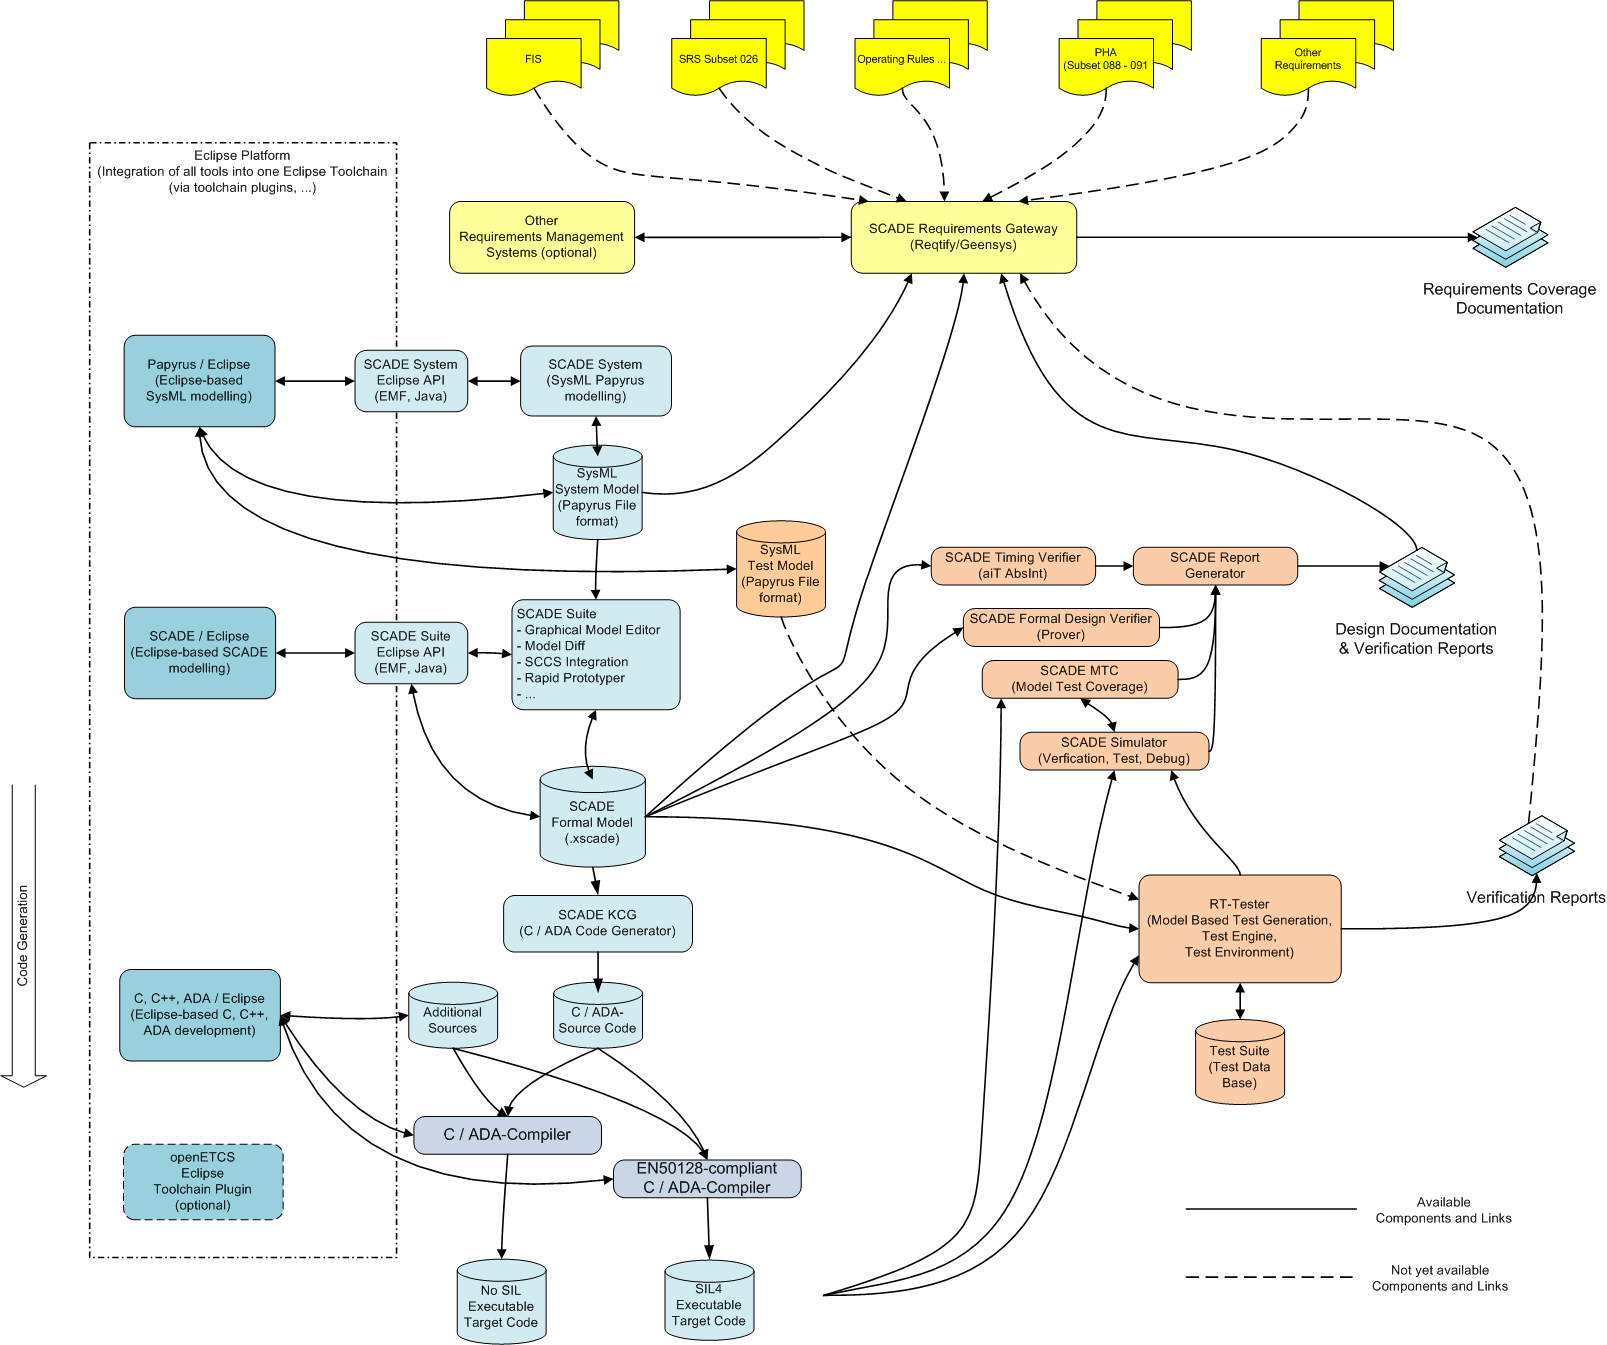 FIS
SRS Subset 026
Operating Rules ...
PHA
(Subset 088 - 091
Other
Requirements
Eclipse Platform
(Integration of all tools into one Eclipse Toolchain
(via toolchain plugins, ...)
Other
Requirements Management
Systems (optional)
SCADE Requirements Gateway
(Reqtify/Geensys)
Requirements Coverage
Documentation
Papyrus / Eclipse
(Eclipse-based
SysML modelling)
SCADE System
Eclipse API
(EMF, Java)
SCADE System
(SysML Papyrus
modelling)
SysML
System Model
(Papyrus File
format)
SysML
Test Model
(Papyrus File
format)
SCADE Timing Verifier
(aiT AbsInt)
SCADE Report
Generator
SCADE / Eclipse
(Eclipse-based SCADE
modelling)
SCADE Suite
Eclipse API
(EMF, Java)
SCADE Suite
- Graphical Model Editor
- Model Diff
- SCCS Integration
- Rapid Prototyper
- ...
SCADE Formal Design Verifier
(Prover)
Design Documentation
& Verification Reports
SCADE MTC
(Model Test Coverage)
SCADE Simulator
(Verfication, Test, Debug)
SCADE
Formal Model
(.xscade)
Code Generation
SCADE KCG
(C / ADA Code Generator)
RT-Tester
(Model Based Test Generation,
Test Engine,
Test Environment)
Verification Reports
C, C++, ADA / Eclipse
(Eclipse-based C, C++,
ADA development)
Additional
Sources
C / ADA-
Source Code
Test Suite
(Test Data
Base)
C / ADA-Compiler
EN50128-compliant
C / ADA-Compiler
openETCS
Eclipse
Toolchain Plugin
(optional)
No SIL
Executable
Target Code
SIL4
Executable
Target Code
Available
Components and Links
Not yet available
Components and Links